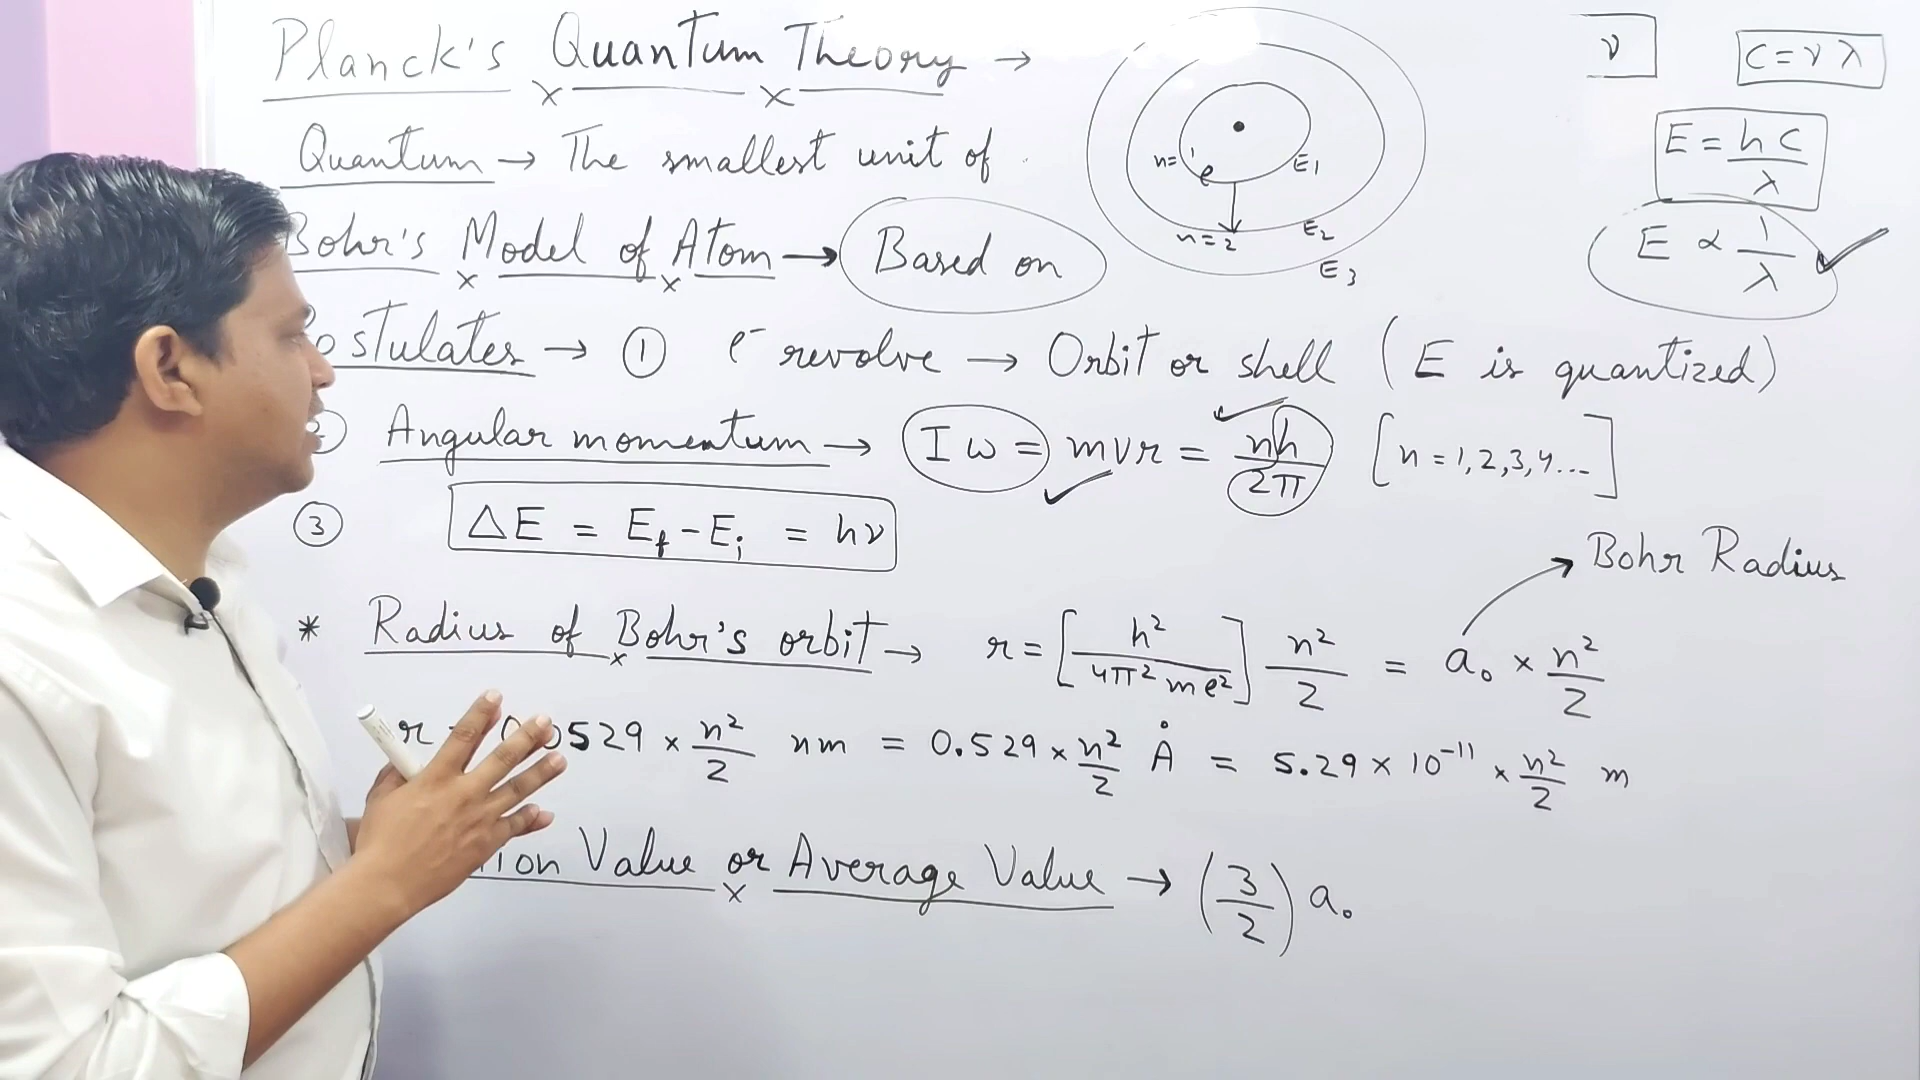 Planck's Quantum Theory →
Quantum → The smallest unit of
Bohr's Model of Atom → Based on
n=1 e E1
n=2 E2
E3
ν
C = ν λ
E = hc/λ
E ∝ 1/λ ✓
Postulates → ① e⁻ revolve → Orbit or shell (E is quantized)
② Angular momentum → Iω = mvr = nh/2π [n = 1,2,3,4...]
③ ΔE = Ef - Ei = hν
Bohr Radius
* Radius of Bohr's orbit → r = [h²/4π²me²] n²/Z = a₀ × n²/Z
r = 0.0529 × n²/Z nm = 0.529 × n²/Z Å = 5.29 × 10⁻¹¹ × n²/Z m
Value or Average Value → (3/2) a₀